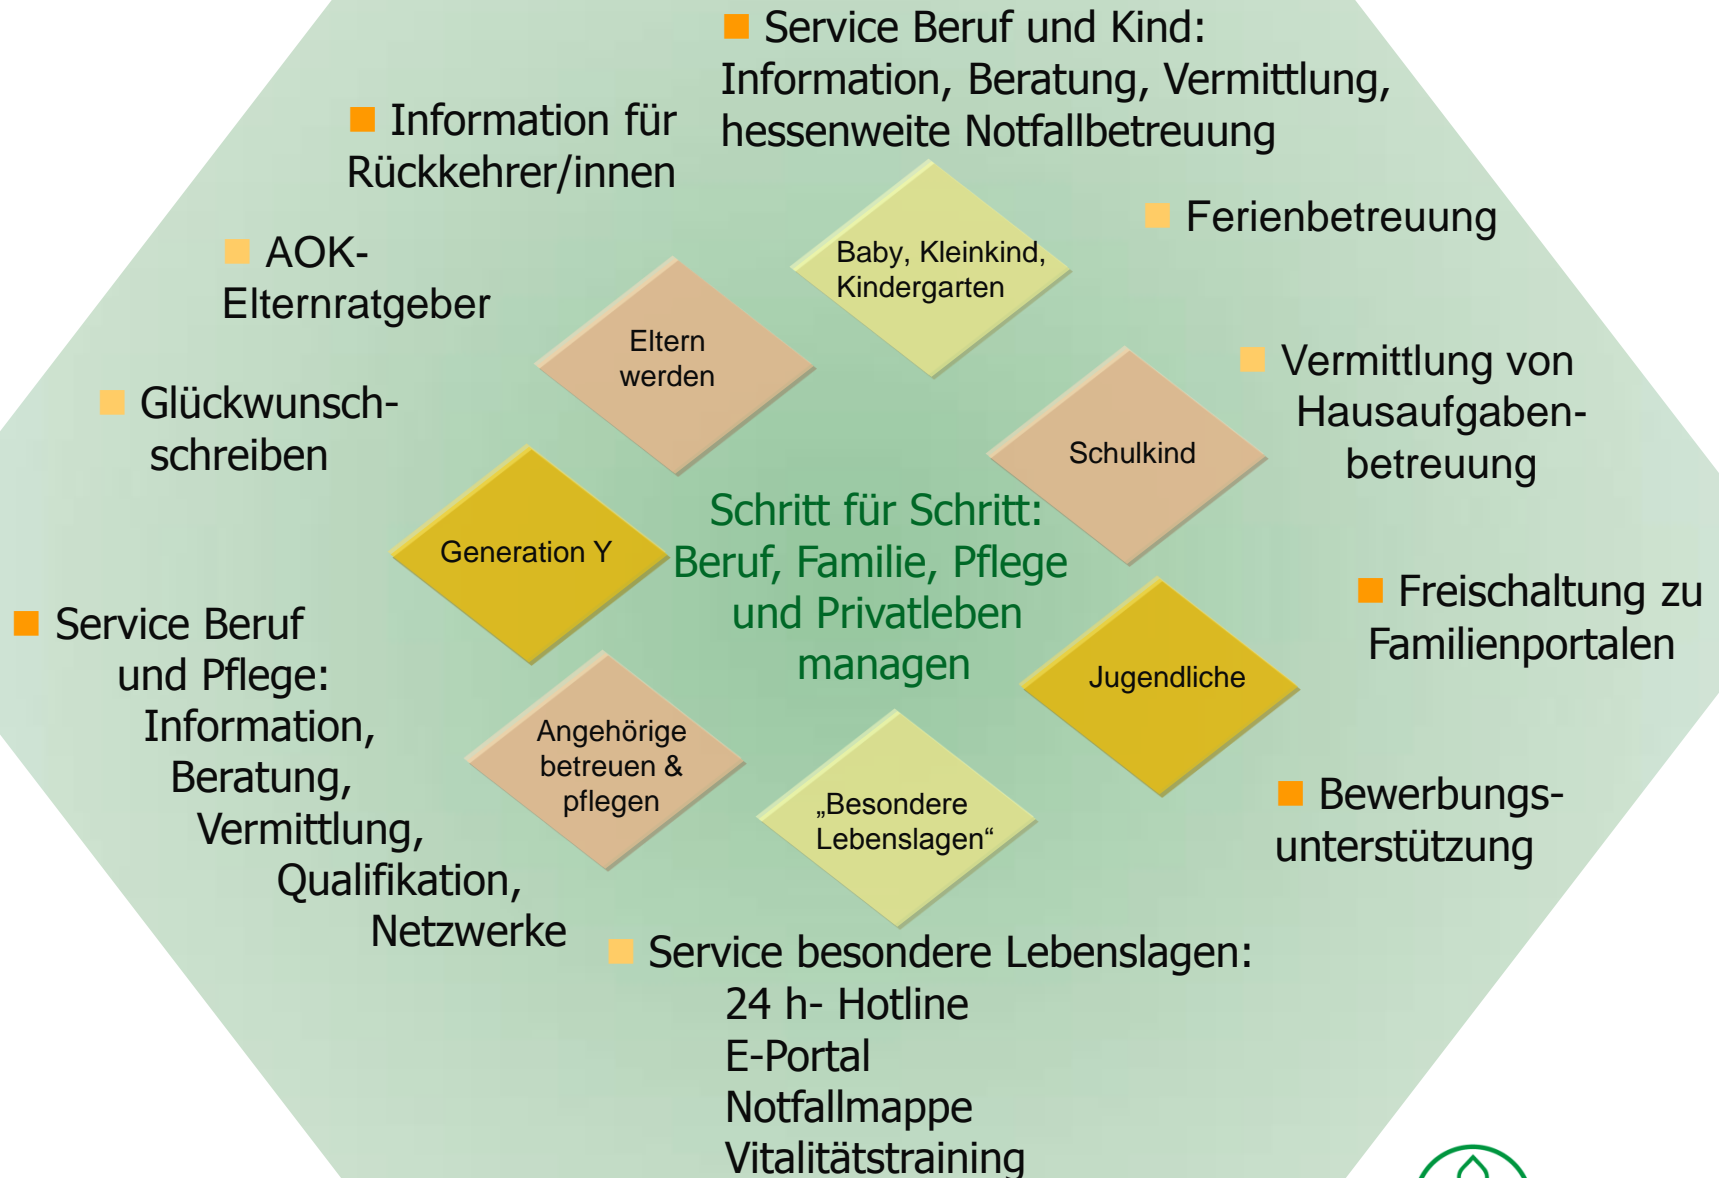 ■ Service Beruf und Kind:
Information, Beratung, Vermittlung,
hessenweite Notfallbetreuung
■ Information für
Rückkehrer/innen
■ Ferienbetreuung
■ AOK-
Elternratgeber
Baby, Kleinkind,
Kindergarten
Eltern
werden
■ Vermittlung von
Hausaufgaben-
betreuung
■ Glückwunsch-
schreiben
Schulkind
Schritt für Schritt:
Beruf, Familie, Pflege
und Privatleben
managen
Generation Y
■ Freischaltung zu
Familienportalen
■ Service Beruf
und Pflege:
Information,
Beratung,
Vermittlung,
Qualifikation,
Netzwerke
Jugendliche
Angehörige
betreuen &
pflegen
„Besondere
Lebenslagen“
■ Bewerbungs-
unterstützung
■ Service besondere Lebenslagen:
24 h- Hotline
E-Portal
Notfallmappe
Vitalitätstraining